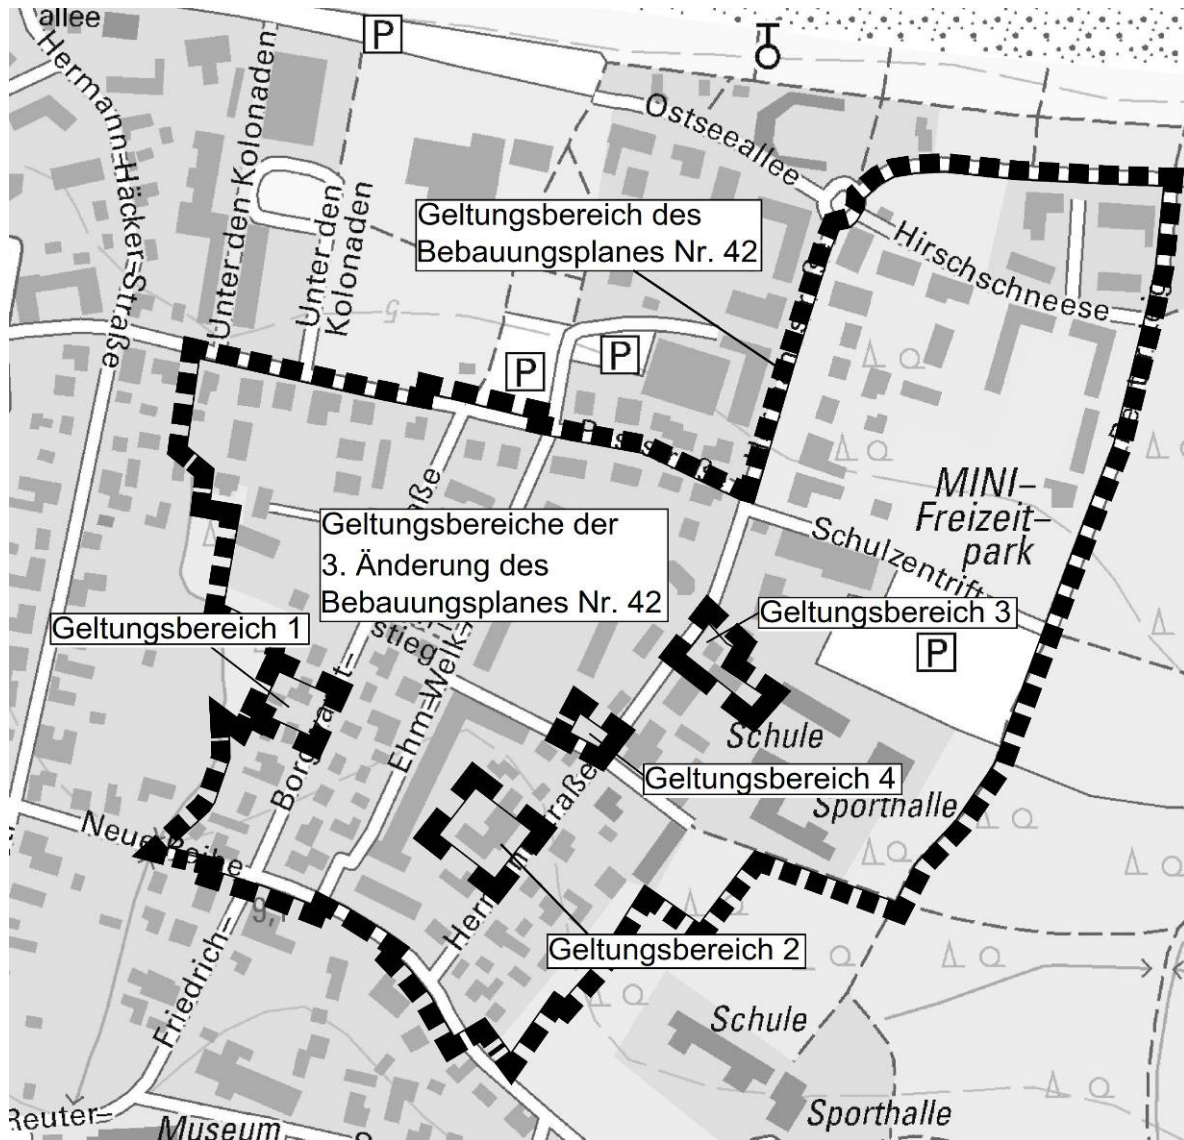 allee
P
Hermann-Häcker-Straße
Unter-den-Kolonaden
Unter den
Kolonaden
Ostseeallee
Hirschschneese
Geltungsbereich des
Bebauungsplanes Nr. 42
P
P
MINI-
Freizeit-
park
Schulzentrift
Geltungsbereiche der
3. Änderung des
Bebauungsplanes Nr. 42
Geltungsbereich 1
Geltungsbereich 3
stieg
P
Ehm-Welk-
Schule
Geltungsbereich 4
Sporthalle
Neue Reihe
Geltungsbereich 2
Friedrich-
Schule
Reuter-
Museum
Sporthalle